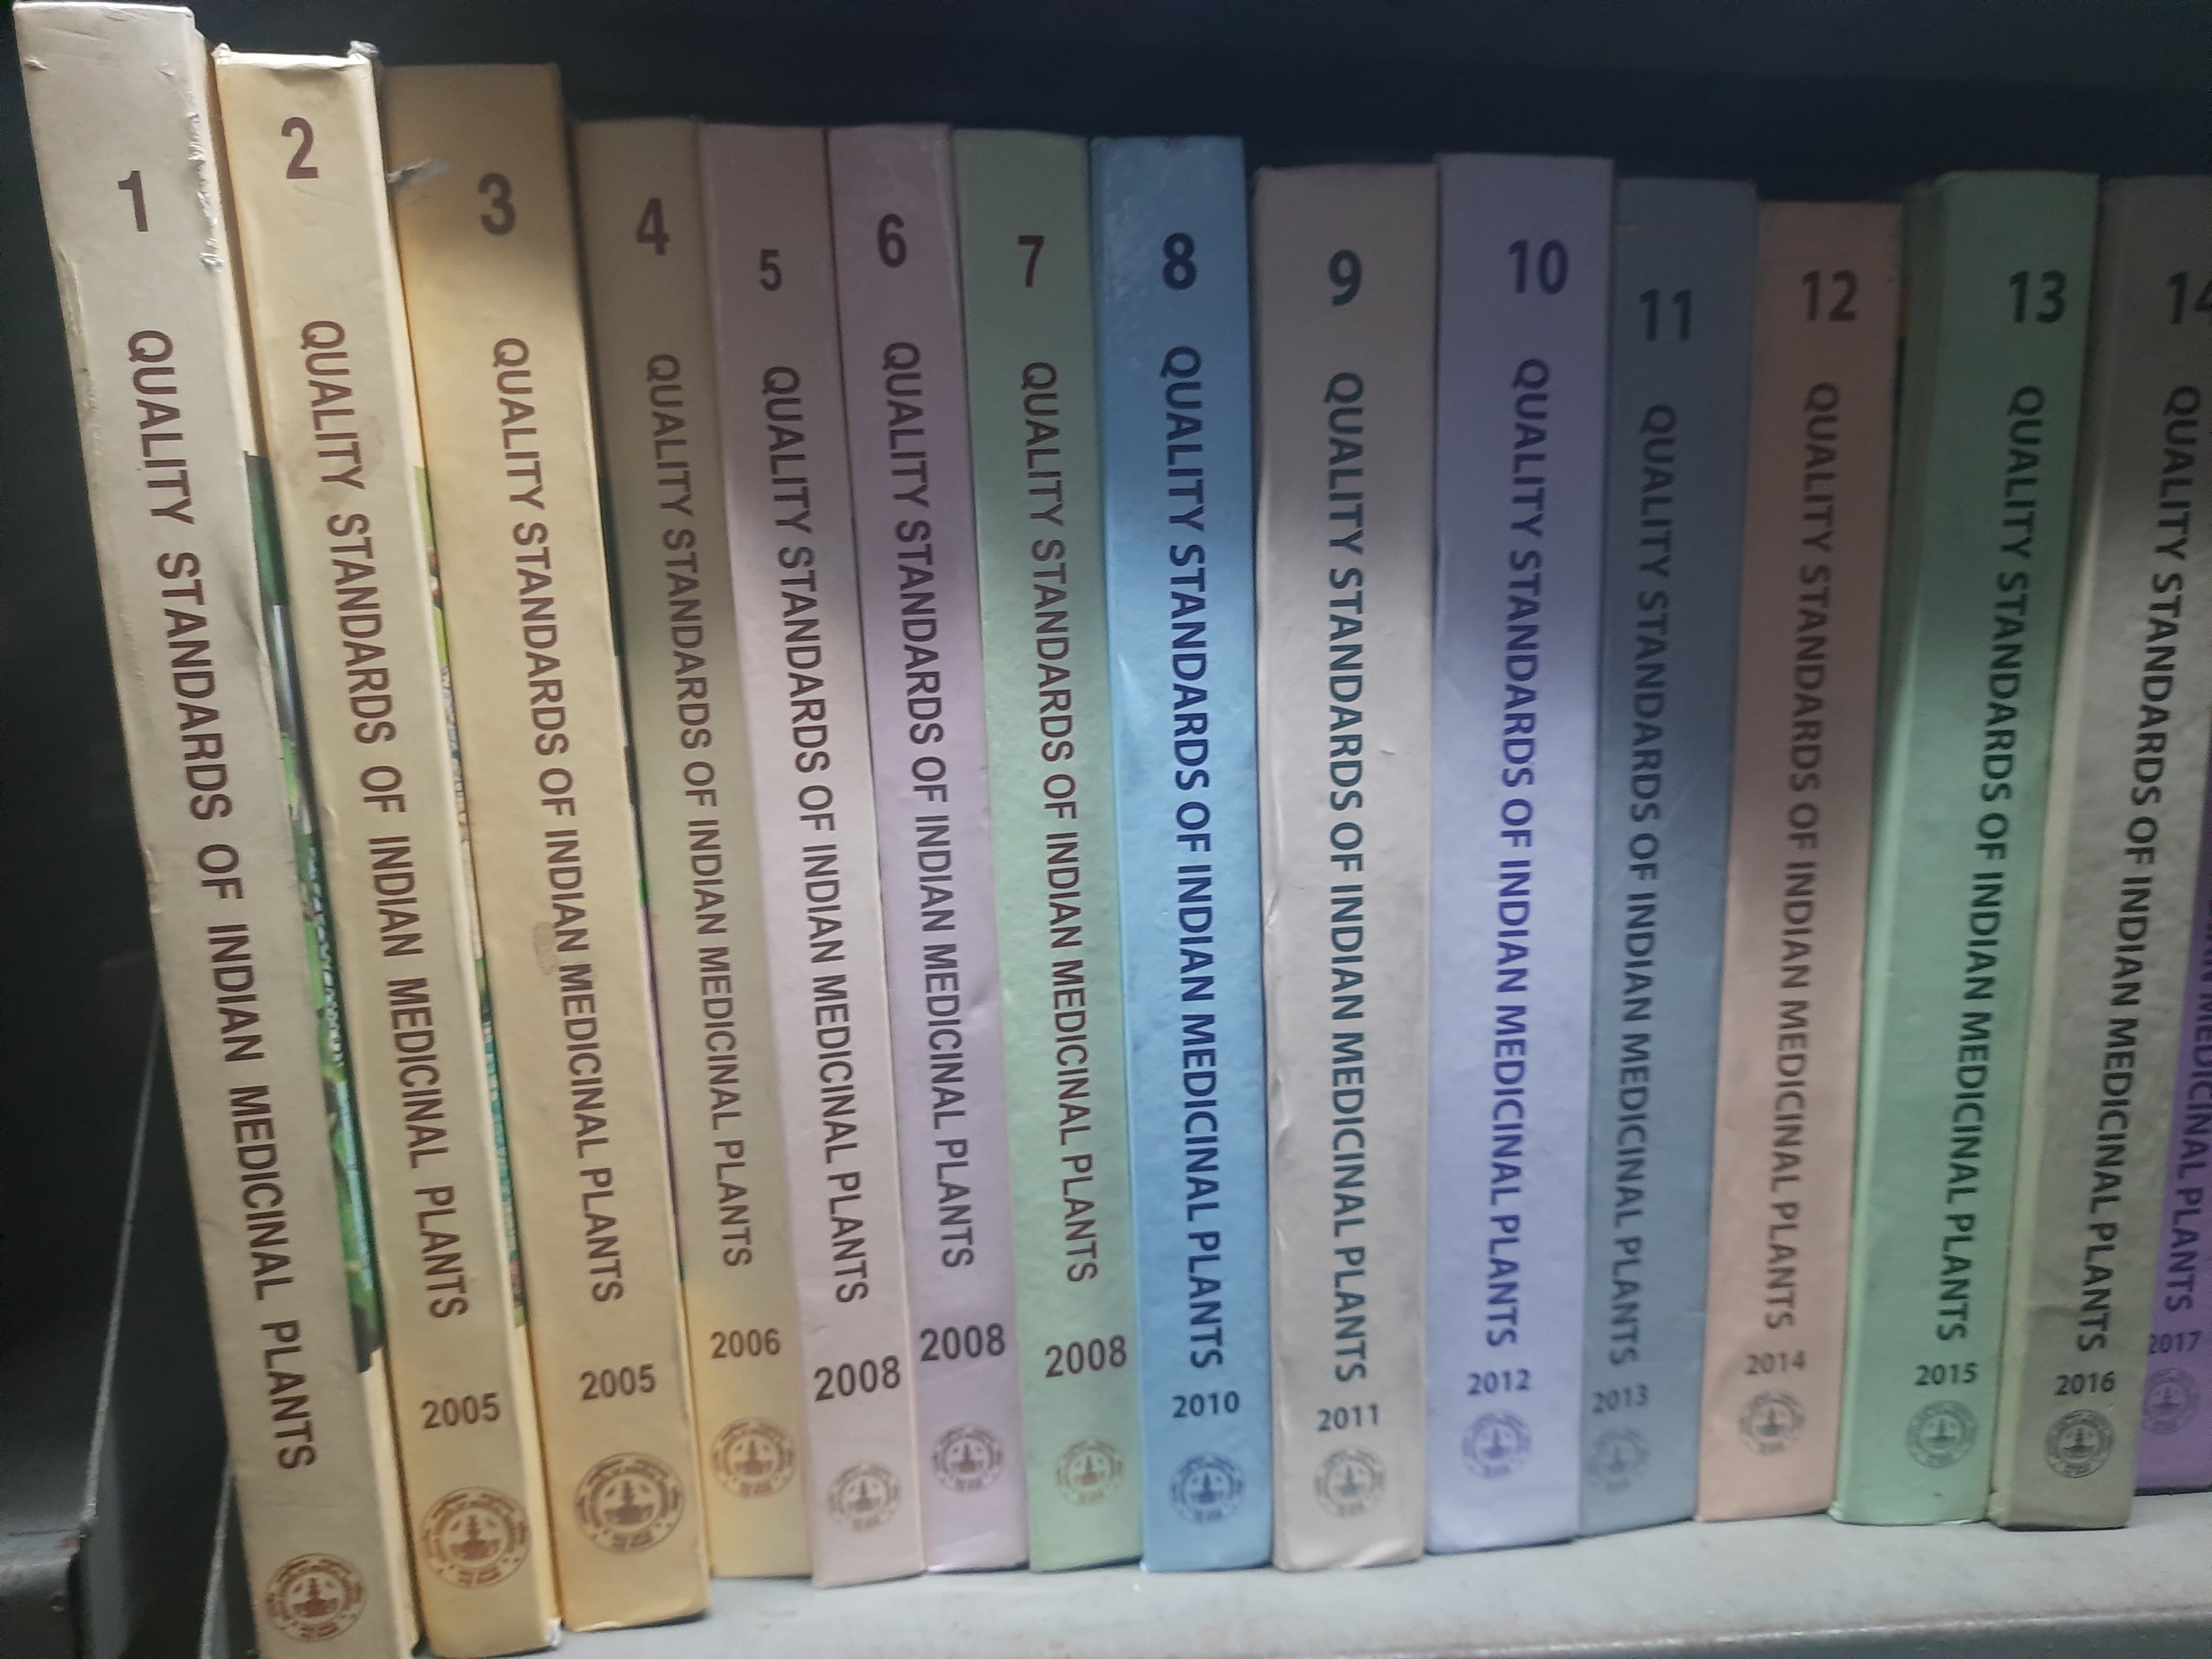 1
QUALITY STANDARDS OF INDIAN MEDICINAL PLANTS
2
QUALITY STANDARDS OF INDIAN MEDICINAL PLANTS
2005
3
QUALITY STANDARDS OF INDIAN MEDICINAL PLANTS
2005
4
QUALITY STANDARDS OF INDIAN MEDICINAL PLANTS
2006
5
QUALITY STANDARDS OF INDIAN MEDICINAL PLANTS
2008
6
QUALITY STANDARDS OF INDIAN MEDICINAL PLANTS
2008
7
QUALITY STANDARDS OF INDIAN MEDICINAL PLANTS
2008
8
QUALITY STANDARDS OF INDIAN MEDICINAL PLANTS
2010
9
QUALITY STANDARDS OF INDIAN MEDICINAL PLANTS
2011
10
QUALITY STANDARDS OF INDIAN MEDICINAL PLANTS
2012
11
QUALITY STANDARDS OF INDIAN MEDICINAL PLANTS
2013
12
QUALITY STANDARDS OF INDIAN MEDICINAL PLANTS
2014
13
QUALITY STANDARDS OF INDIAN MEDICINAL PLANTS
2015
14
QUALITY STANDARDS OF INDIAN MEDICINAL PLANTS
2016
MEDICINAL PLANTS
2017